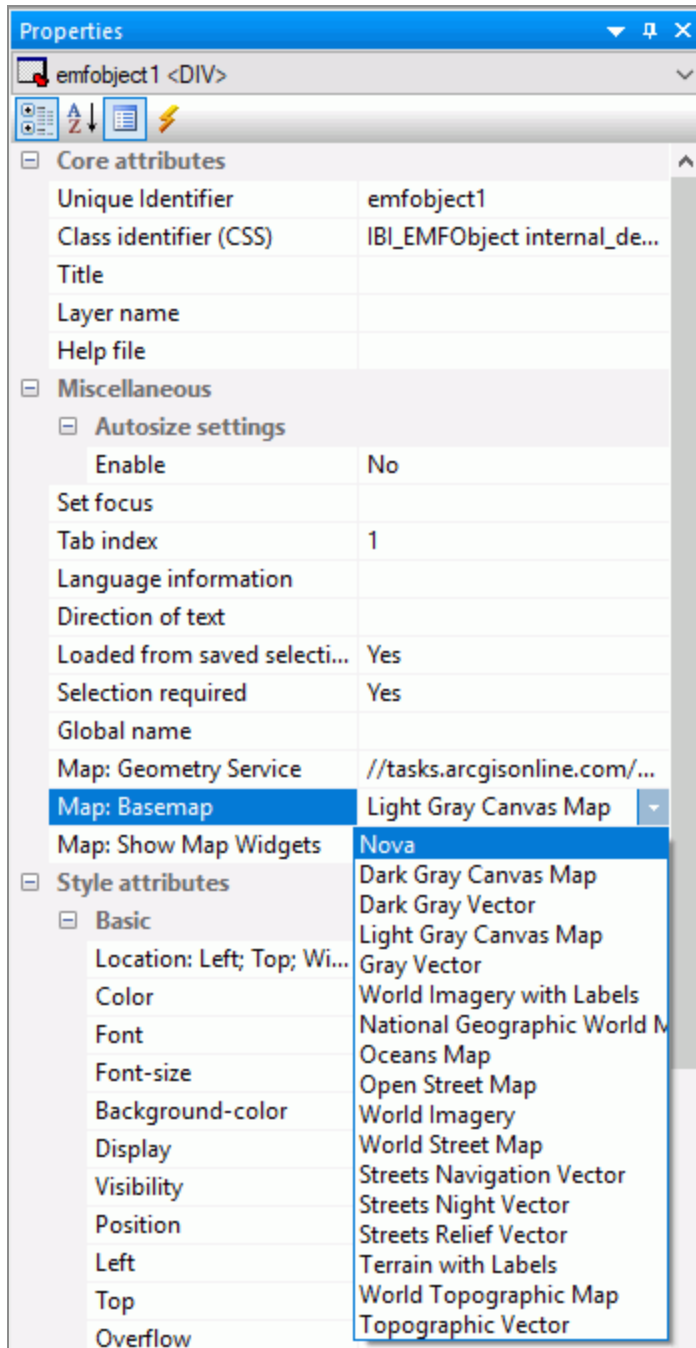 Properties
emfobject1 <DIV>
Core attributes
Unique Identifier emfobject1
Class identifier (CSS) IBI_EMFObject internal_de...
Title
Layer name
Help file
Miscellaneous
Autosize settings
Enable No
Set focus
Tab index 1
Language information
Direction of text
Loaded from saved selecti... Yes
Selection required Yes
Global name
Map: Geometry Service //tasks.arcgisonline.com/...
Map: Basemap Light Gray Canvas Map
Map: Show Map Widgets
Style attributes
Basic
Location: Left; Top; Wi...
Color
Font
Font-size
Background-color
Display
Visibility
Position
Left
Top
Overflow
Nova
Dark Gray Canvas Map
Dark Gray Vector
Light Gray Canvas Map
Gray Vector
World Imagery with Labels
National Geographic World M
Oceans Map
Open Street Map
World Imagery
World Street Map
Streets Navigation Vector
Streets Night Vector
Streets Relief Vector
Terrain with Labels
World Topographic Map
Topographic Vector